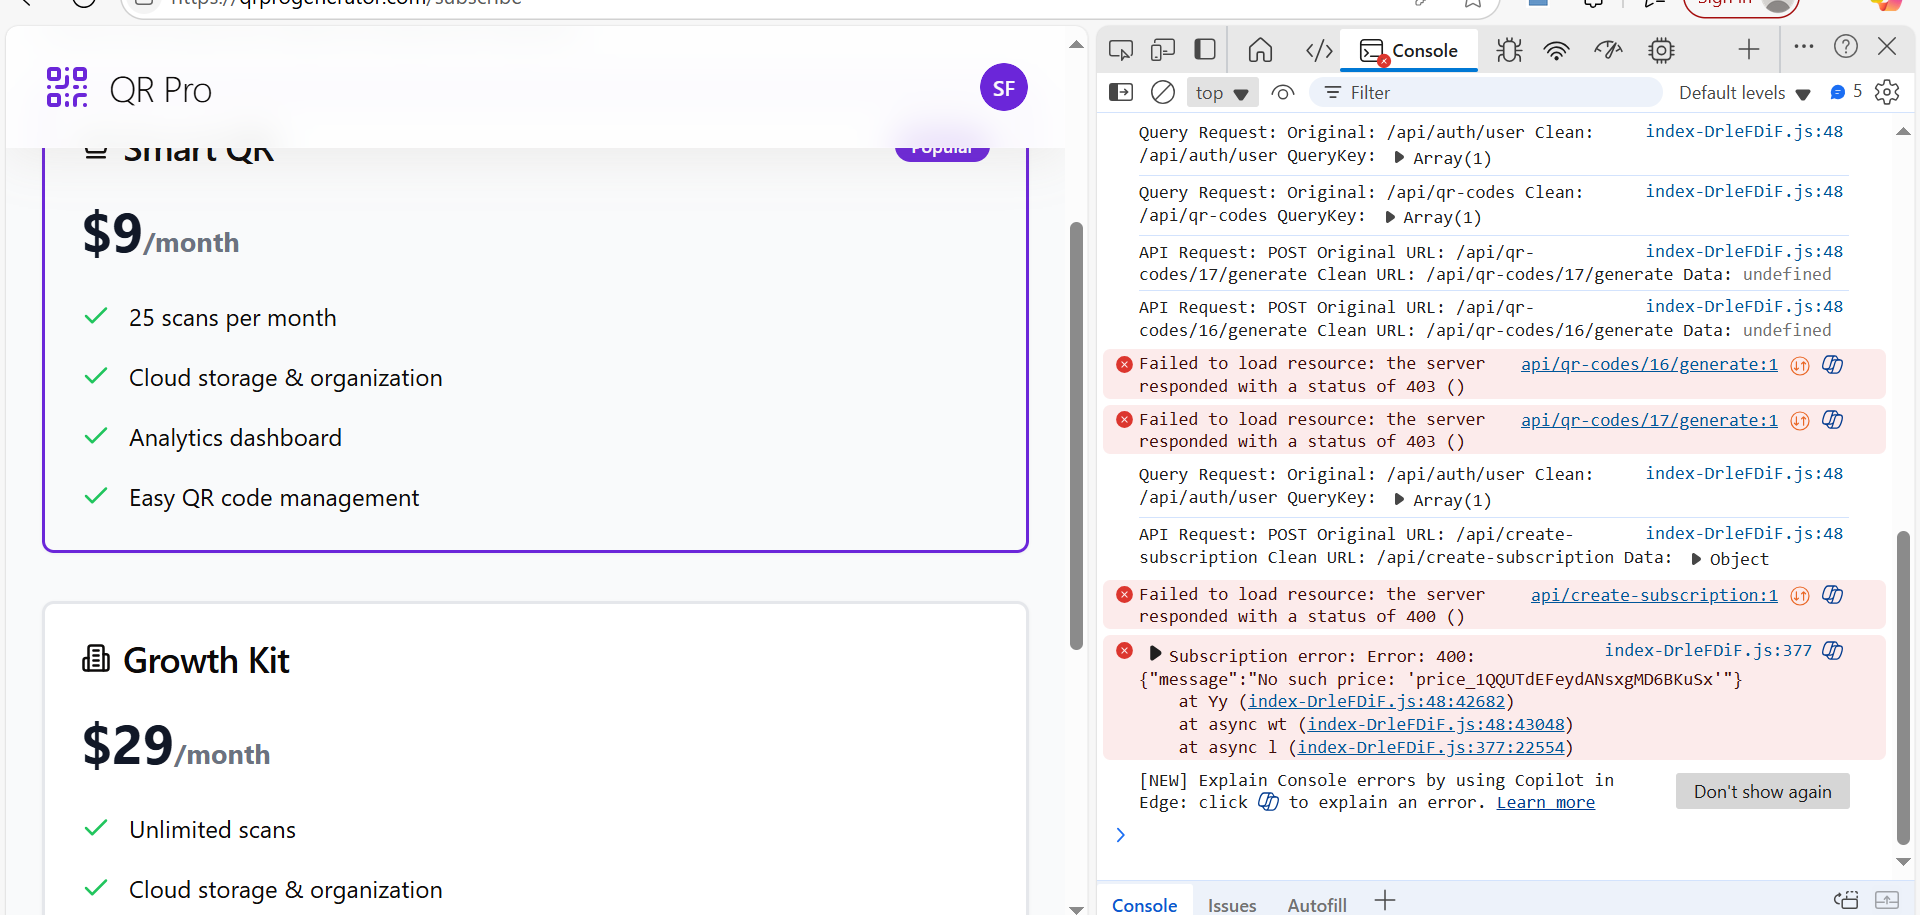 https://qrprogenerator.com/subscribe
Sign in
QR Pro
SF
Smart QR
Popular
$9/month
25 scans per month
Cloud storage & organization
Analytics dashboard
Easy QR code management
Growth Kit
$29/month
Unlimited scans
Cloud storage & organization
Console
top
Filter
Default levels
5
Query Request: Original: /api/auth/user Clean: index-DrleFDiF.js:48
/api/auth/user QueryKey: Array(1)
Query Request: Original: /api/qr-codes Clean: index-DrleFDiF.js:48
/api/qr-codes QueryKey: Array(1)
API Request: POST Original URL: /api/qr- index-DrleFDiF.js:48
codes/17/generate Clean URL: /api/qr-codes/17/generate Data: undefined
API Request: POST Original URL: /api/qr- index-DrleFDiF.js:48
codes/16/generate Clean URL: /api/qr-codes/16/generate Data: undefined
Failed to load resource: the server api/qr-codes/16/generate:1
responded with a status of 403 ()
Failed to load resource: the server api/qr-codes/17/generate:1
responded with a status of 403 ()
Query Request: Original: /api/auth/user Clean: index-DrleFDiF.js:48
/api/auth/user QueryKey: Array(1)
API Request: POST Original URL: /api/create- index-DrleFDiF.js:48
subscription Clean URL: /api/create-subscription Data: Object
Failed to load resource: the server api/create-subscription:1
responded with a status of 400 ()
Subscription error: Error: 400: index-DrleFDiF.js:377
{"message":"No such price: 'price_1QQUTdEFeydANsxgMD6BKuSx'"}
at Yy (index-DrleFDiF.js:48:42682)
at async wt (index-DrleFDiF.js:48:43048)
at async l (index-DrleFDiF.js:377:22554)
[NEW] Explain Console errors by using Copilot in
Edge: click to explain an error. Learn more
Don't show again
Console
Issues
Autofill